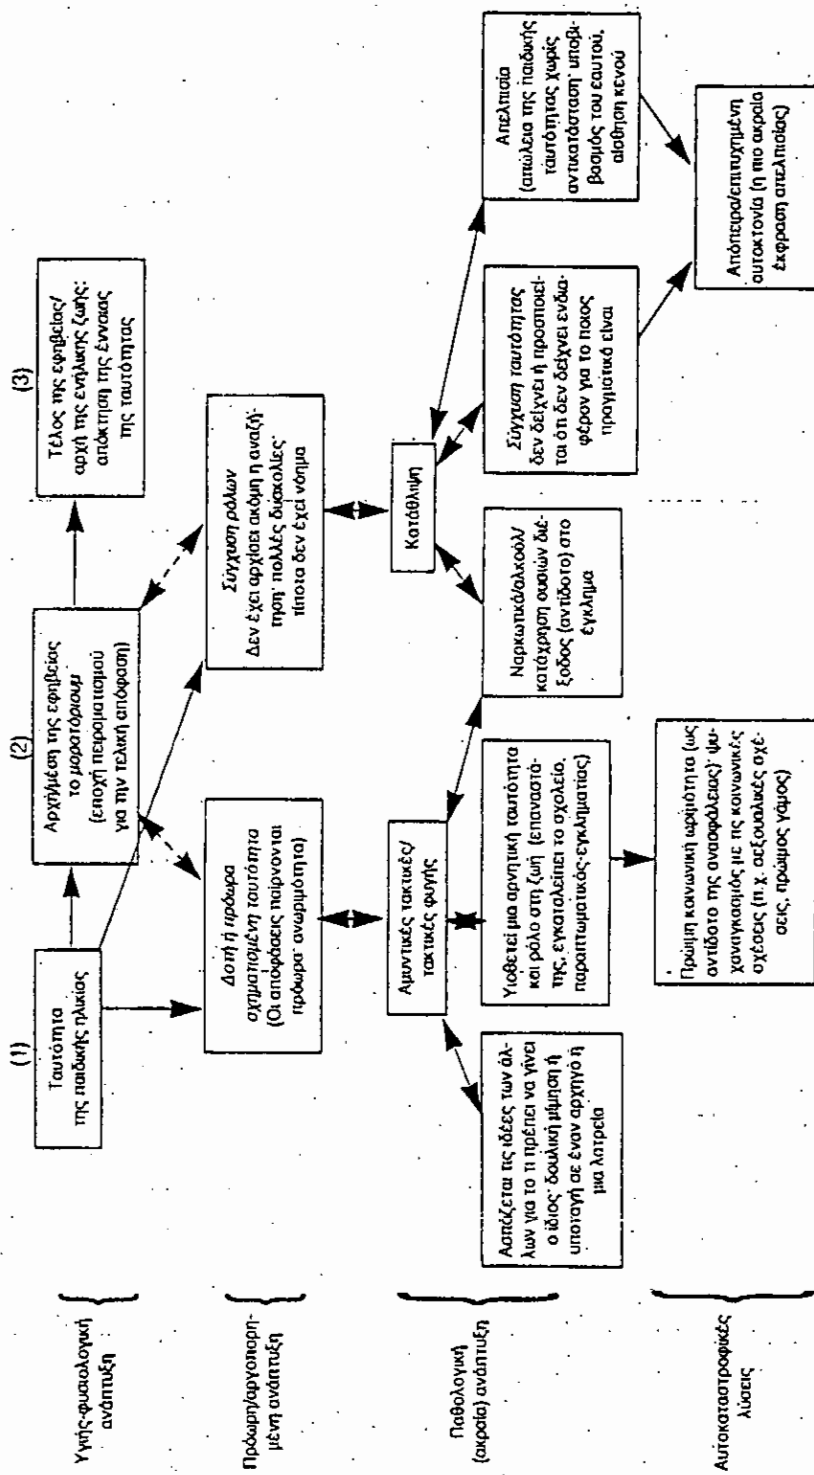 Υγιής-φυσιολογική
ανάπτυξη
(1)
Ταυτότητα
της παιδικής ηλικίας
(2)
Αρχή/μέση της εφηβείας
το μορατόριουμ
(εποχή πειραματισμού
για την τελική απόφαση)
(3)
Τέλος της εφηβείας/
αρχή της ενήλικης ζωής:
απόκτηση της έννοιας
της ταυτότητας
Πρόωρη/αργοπορη-
μένη ανάπτυξη
Δοτή ή πρόωρα
σχηματισμένη ταυτότητα
(Οι αποφάσεις παίρνονται
πρόωρα· ανωριμότητα)
Σύγχυση ρόλων
Δεν έχει αρχίσει ακόμη η αναζή-
τηση· πολλές δυσκολίες·
τίποτα δεν έχει νόημα
Παθολογική
(ακραία) ανάπτυξη
Αμυντικές τακτικές/
τακτικές φυγής
Κατάθλιψη
Ασπάζεται τις ιδέες των άλ-
λων για το τι πρέπει να γίνει
ο ίδιος· δουλική μίμηση ή
υποταγή σε έναν αρχηγό ή
μια λατρεία
Υιοθετεί μια αρνητική ταυτότητα
και ρόλο στη ζωή (επαναστά-
της, εγκαταλείπει το σχολείο,
παραπτωματικός-εγκληματίας)
Ναρκωτικά/αλκοόλ/
κατάχρηση ουσιών διέ-
ξοδος (αντίδοτο) στο
έγκλημα
Σύγχυση ταυτότητας
δεν δείχνει ή προσποιεί-
ται ότι δεν δείχνει ενδια-
φέρον για το ποιος
πραγματικά είναι
Απελπισία
(απώλεια της παιδικής
ταυτότητας χωρίς
αντικατάσταση· υποβι-
βασμός του εαυτού,
αίσθηση κενού
Αυτοκαταστροφικές
λύσεις
Πρώιμη κοινωνική ωριμότητα (ως
αντίδοτο της ανασφάλειας)· ψυ-
χαναγκασμός με τις κοινωνικές
σχέσεις (π.χ. σεξουαλικές σχέ-
σεις, πρώιμος γάμος)
Απόπειρα/επιτυχημένη
αυτοκτονία (η πιο ακραία
έκφραση απελπισίας)